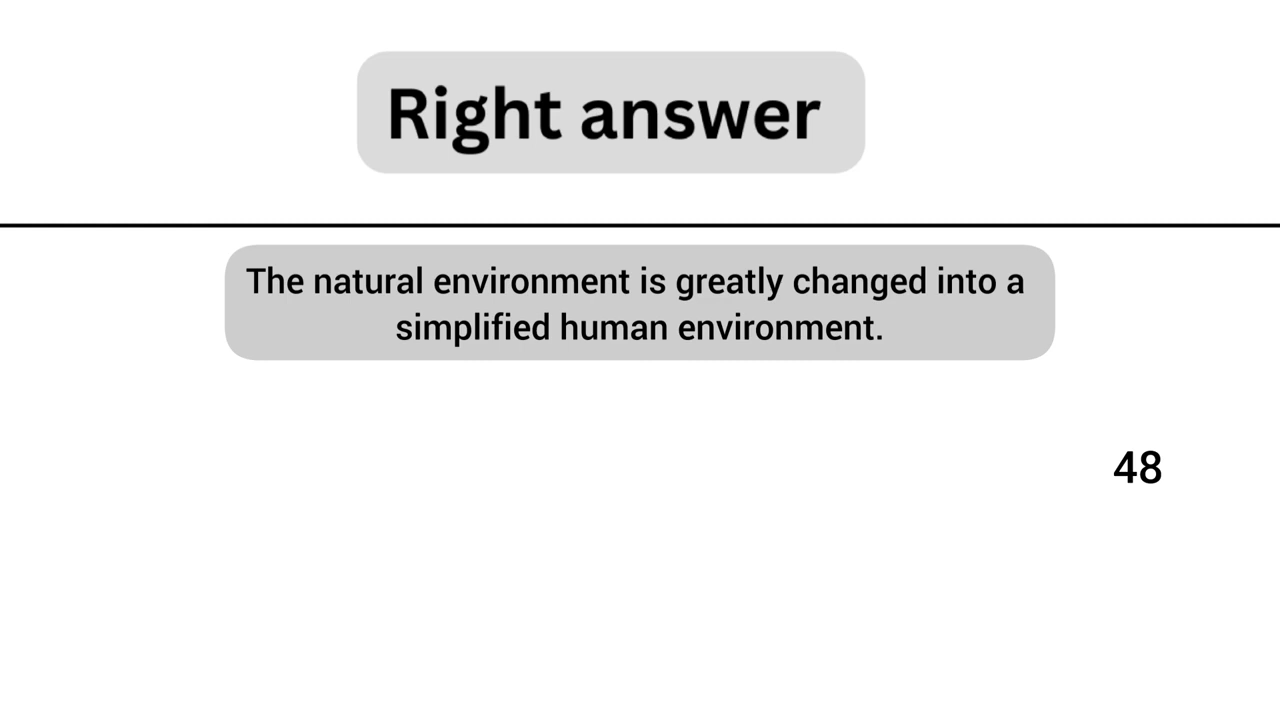 Right answer
The natural environment is greatly changed into a
simplified human environment.
48